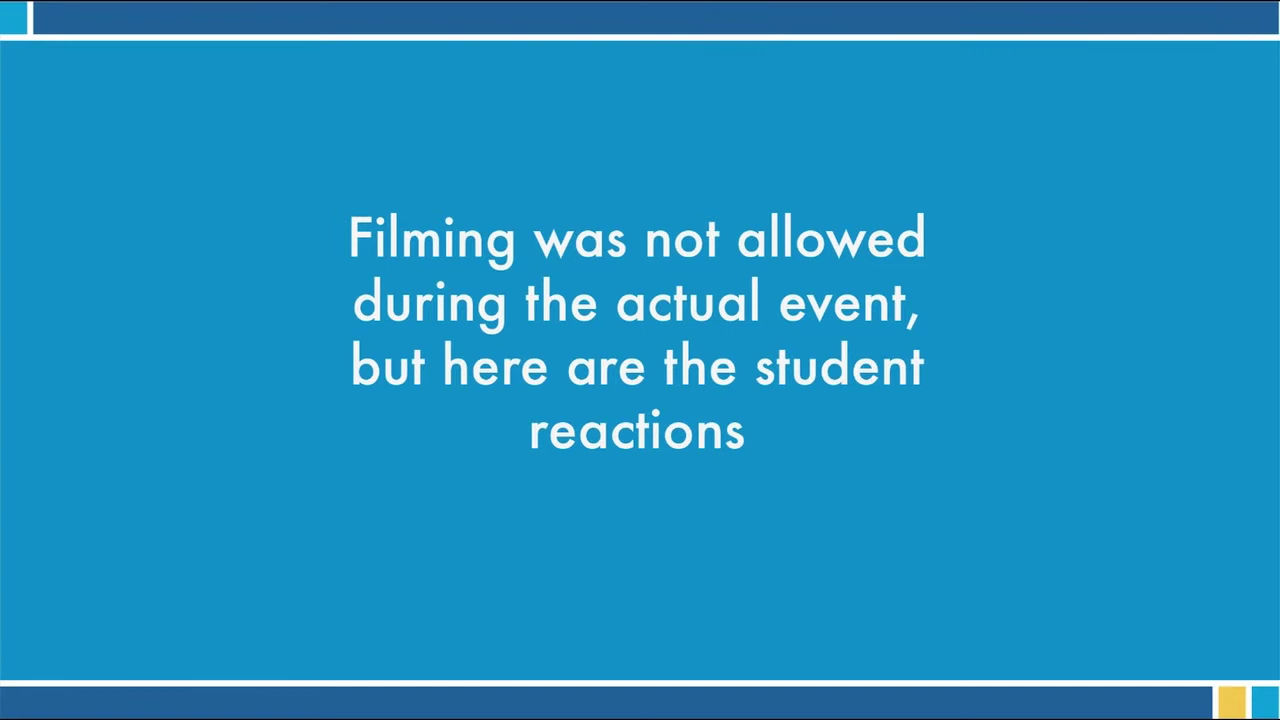 Filming was not allowed
during the actual event,
but here are the student
reactions